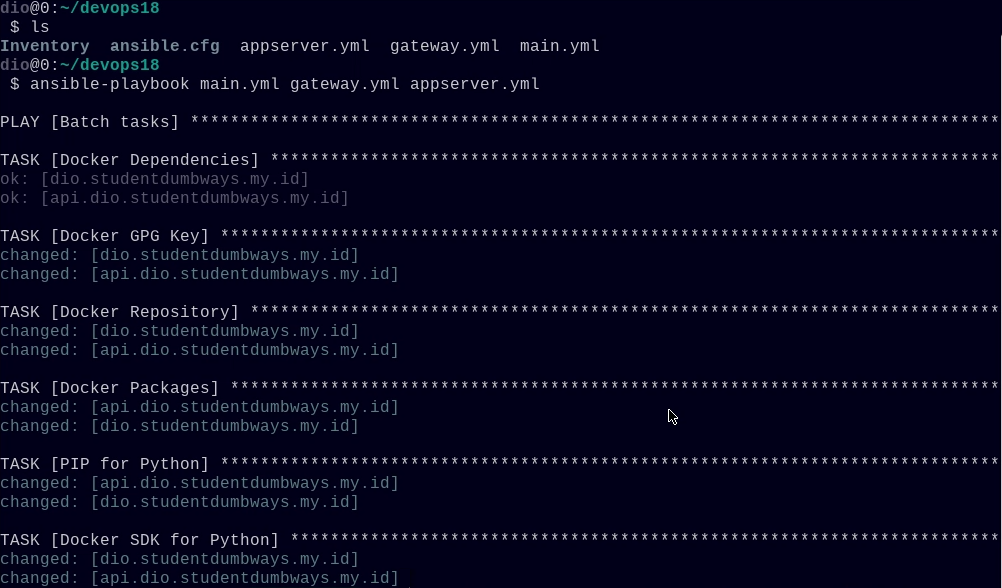 dio@0:~/devops18
$ ls
Inventory ansible.cfg appserver.yml gateway.yml main.yml
dio@0:~/devops18
$ ansible-playbook main.yml gateway.yml appserver.yml
PLAY [Batch tasks] *********************************************************************************
TASK [Docker Dependencies] *************************************************************************
ok: [dio.studentdumbways.my.id]
ok: [api.dio.studentdumbways.my.id]
TASK [Docker GPG Key] ******************************************************************************
changed: [dio.studentdumbways.my.id]
changed: [api.dio.studentdumbways.my.id]
TASK [Docker Repository] ***************************************************************************
changed: [dio.studentdumbways.my.id]
changed: [api.dio.studentdumbways.my.id]
TASK [Docker Packages] *****************************************************************************
changed: [api.dio.studentdumbways.my.id]
changed: [dio.studentdumbways.my.id]
TASK [PIP for Python] ******************************************************************************
changed: [api.dio.studentdumbways.my.id]
changed: [dio.studentdumbways.my.id]
TASK [Docker SDK for Python] ***********************************************************************
changed: [dio.studentdumbways.my.id]
changed: [api.dio.studentdumbways.my.id]